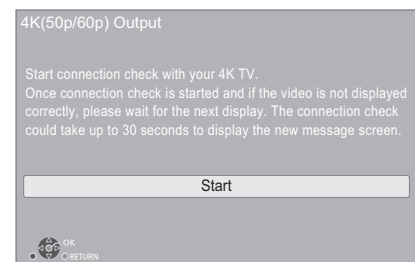 4K(50p/60p) Output
Start connection check with your 4K TV.
Once connection check is started and if the video is not displayed
correctly, please wait for the next display. The connection check
could take up to 30 seconds to display the new message screen.
Start
OK
RETURN